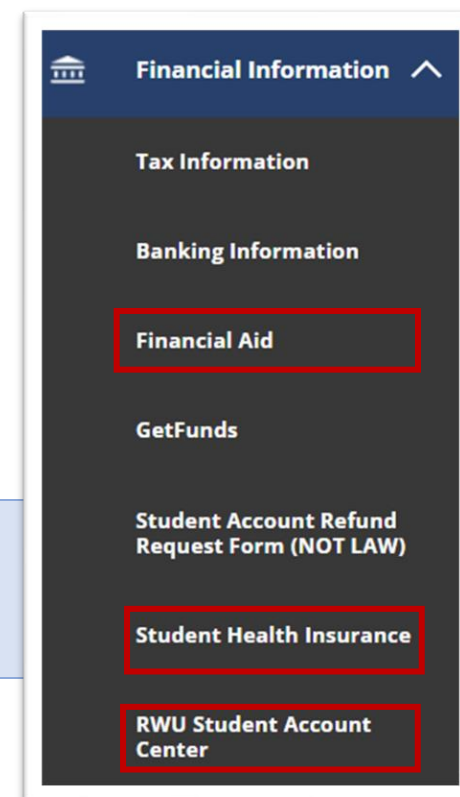 Financial Information
Tax Information
Banking Information
Financial Aid
GetFunds
Student Account Refund
Request Form (NOT LAW)
Student Health Insurance
RWU Student Account
Center